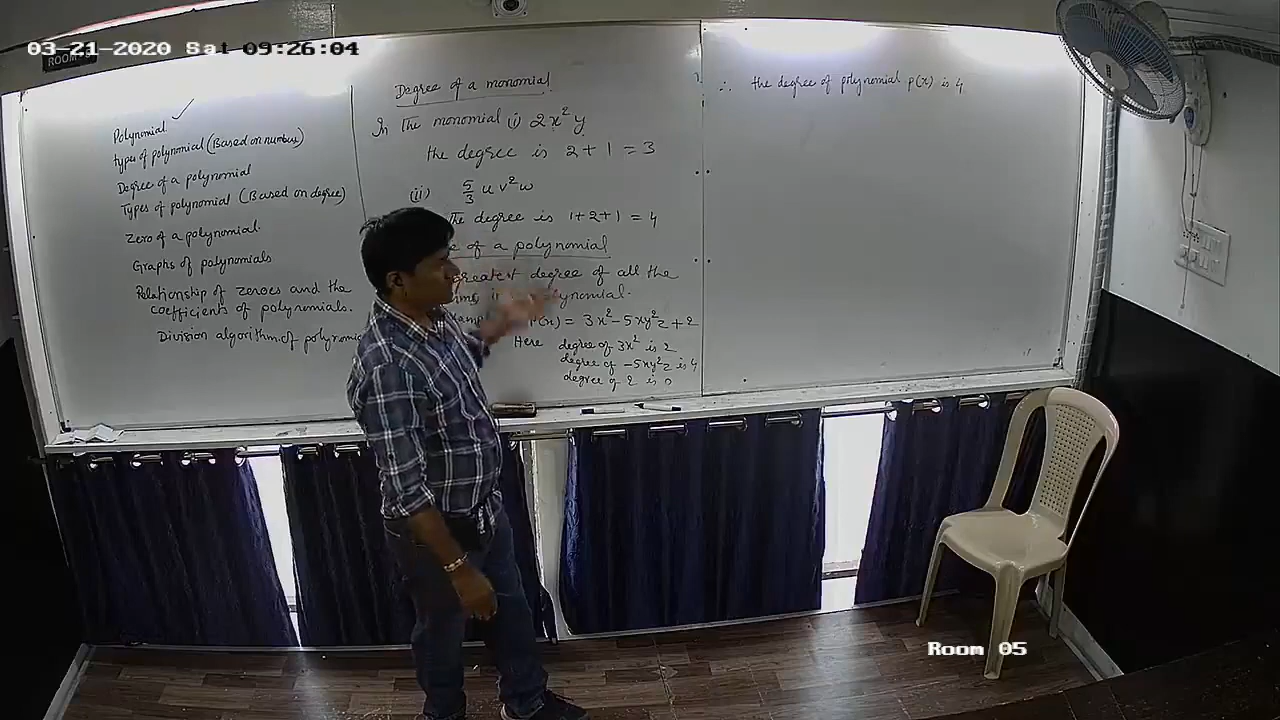 03-21-2020 Sat 09:26:04
ROOM
Polynomial ✓
Types of polynomial (Based on number)
Degree of a polynomial
Types of polynomial (Based on degree)
Zero of a polynomial.
Graphs of polynomials
Relationship of zeroes and the
coefficients of polynomials.
Division algorithm of polynomia
Degree of a monomial
In the monomial (i) 2x²y
the degree is 2+1=3
(ii) 5/3 uv²w
The degree is 1+2+1=4
e of a polynomial
greatest degree of all the
in polynomial.
p(x) = 3x²-5xy²z+2
Here degree of 3x² is 2
degree of -5xy²z is 4
degree of 2 is 0
∴ the degree of polynomial p(x) is 4
Room 05